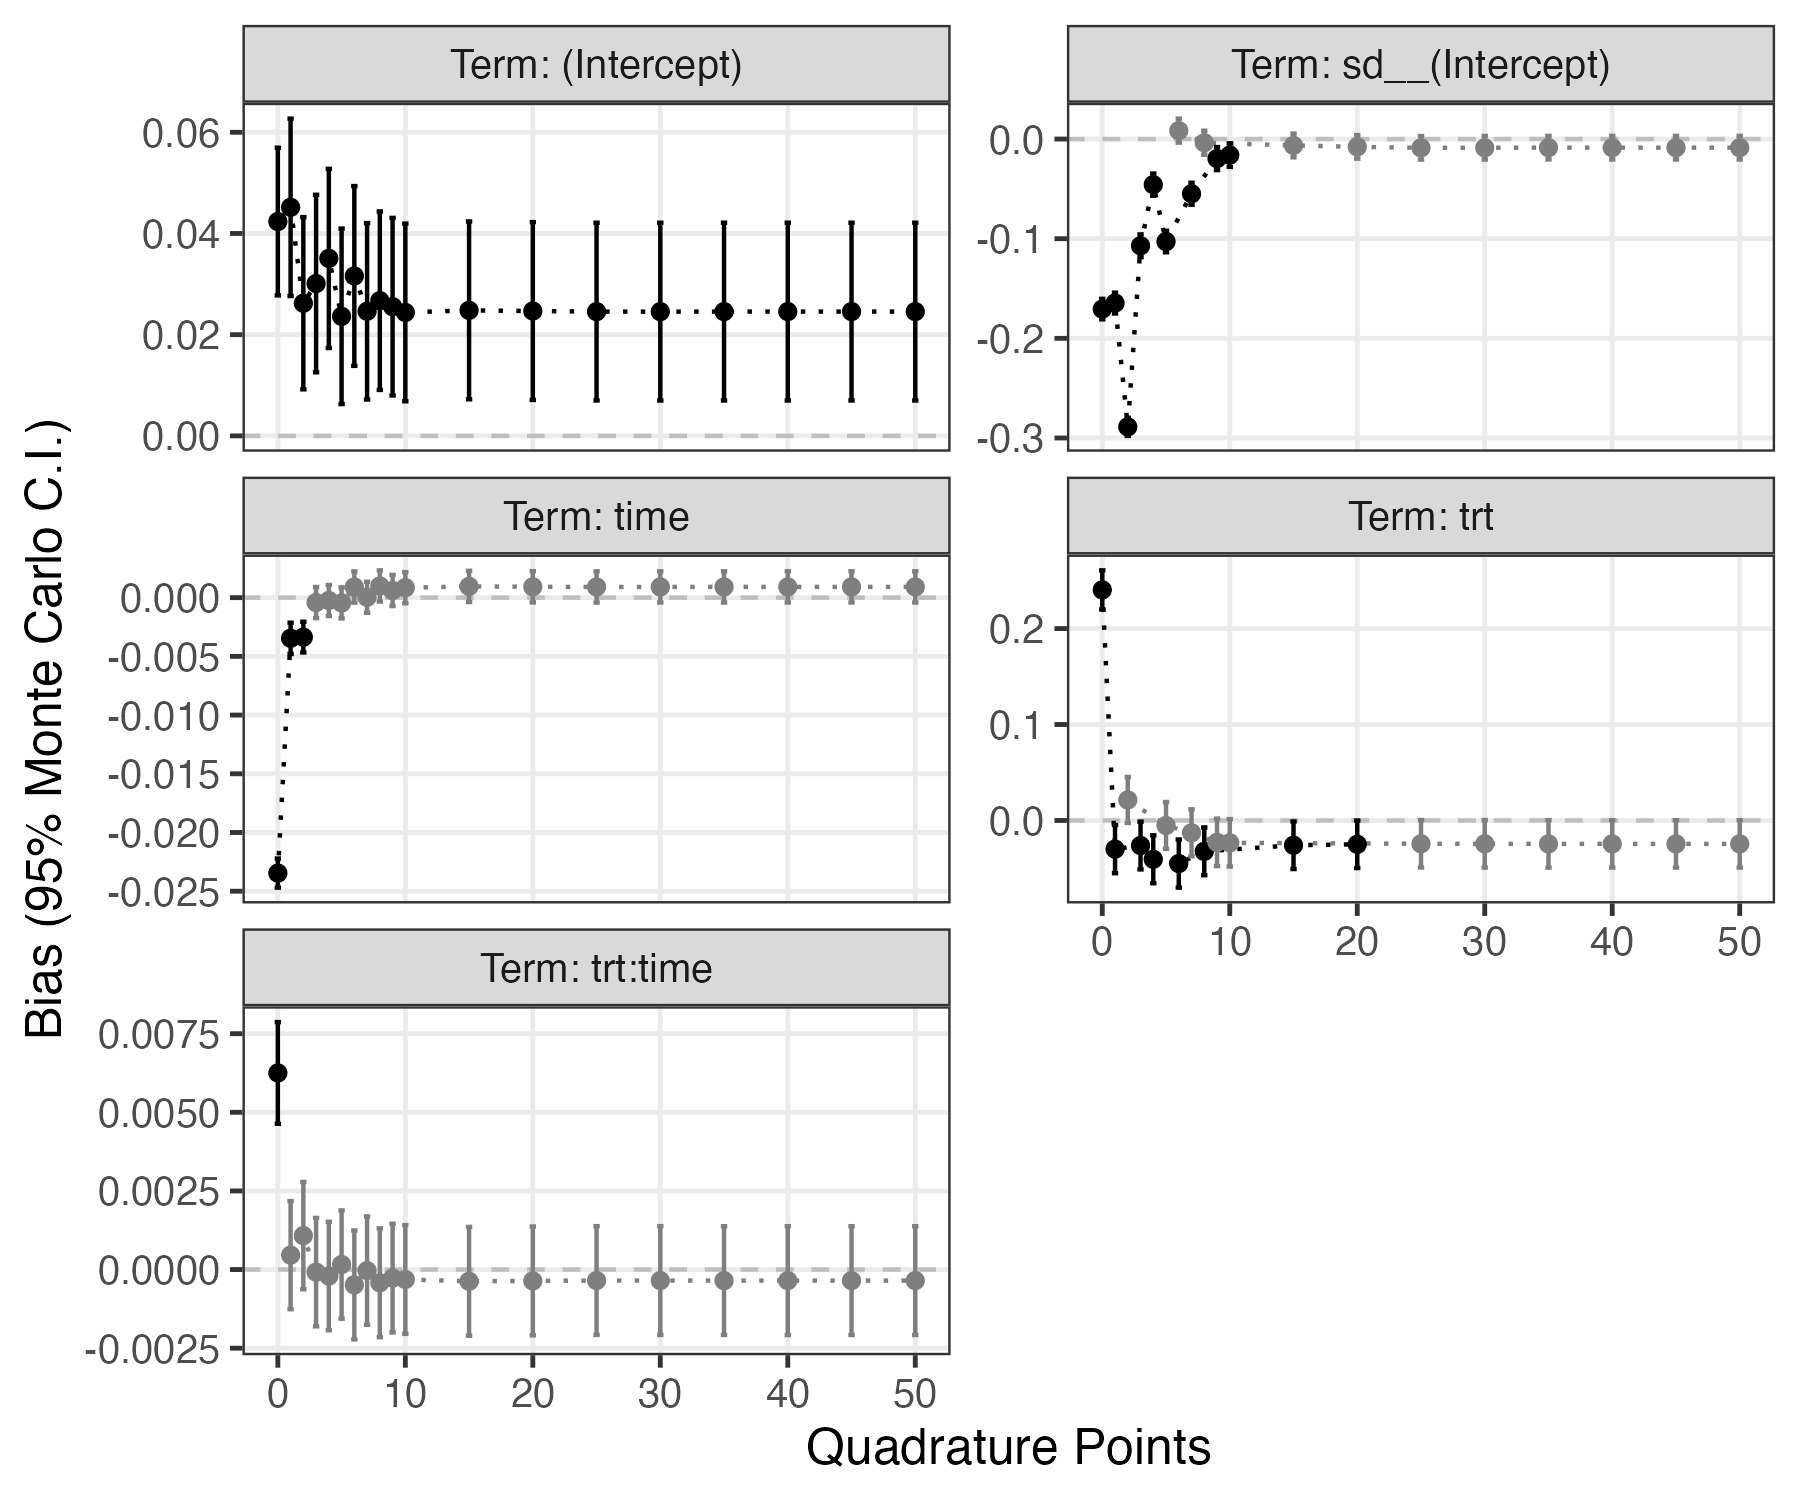 Term: (Intercept)
0.06
0.04
0.02
0.00
Term: sd__(Intercept)
0.0
-0.1
-0.2
-0.3
Term: time
0.000
-0.005
-0.010
-0.015
-0.020
-0.025
Term: trt
0.2
0.1
0.0
0 10 20 30 40 50
Term: trt:time
0.0075
0.0050
0.0025
0.0000
-0.0025
0 10 20 30 40 50
Quadrature Points
Bias (95% Monte Carlo C.I.)